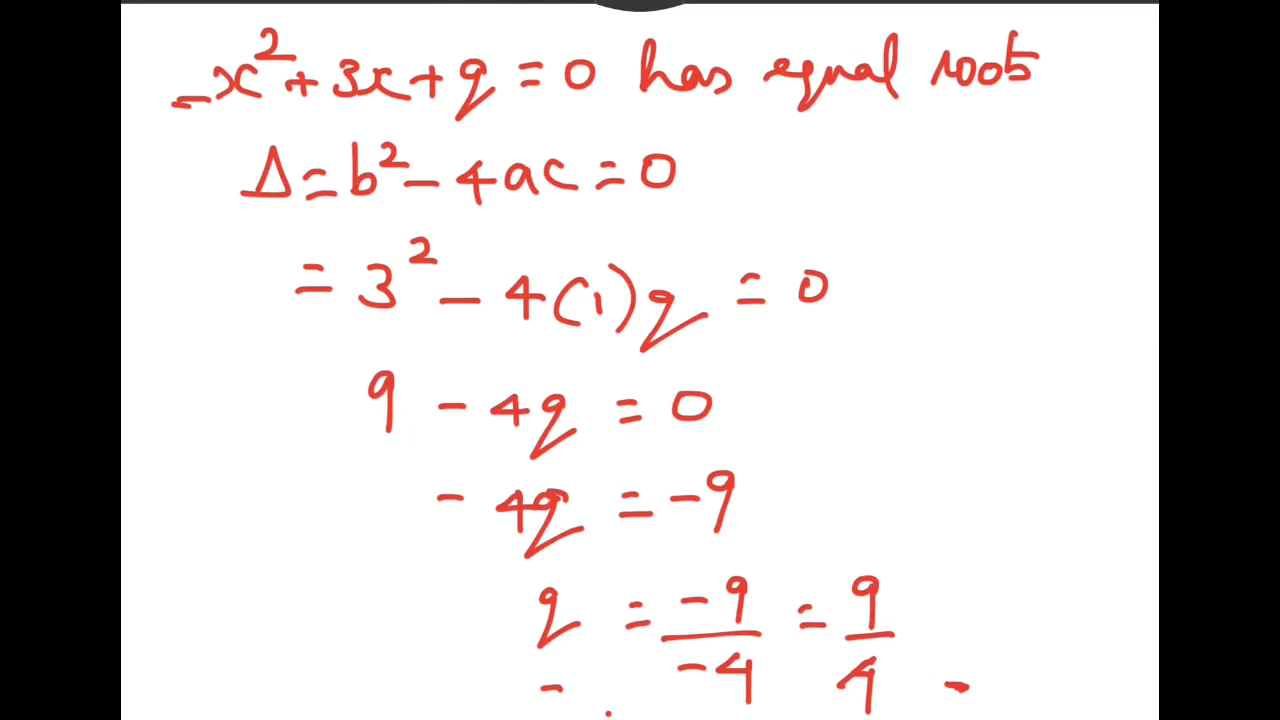 x² + 3x + q = 0 has equal roots
Δ = b² - 4ac = 0
= 3² - 4(1)q = 0
9 - 4q = 0
- 4q = -9
q = -9/-4 = 9/4